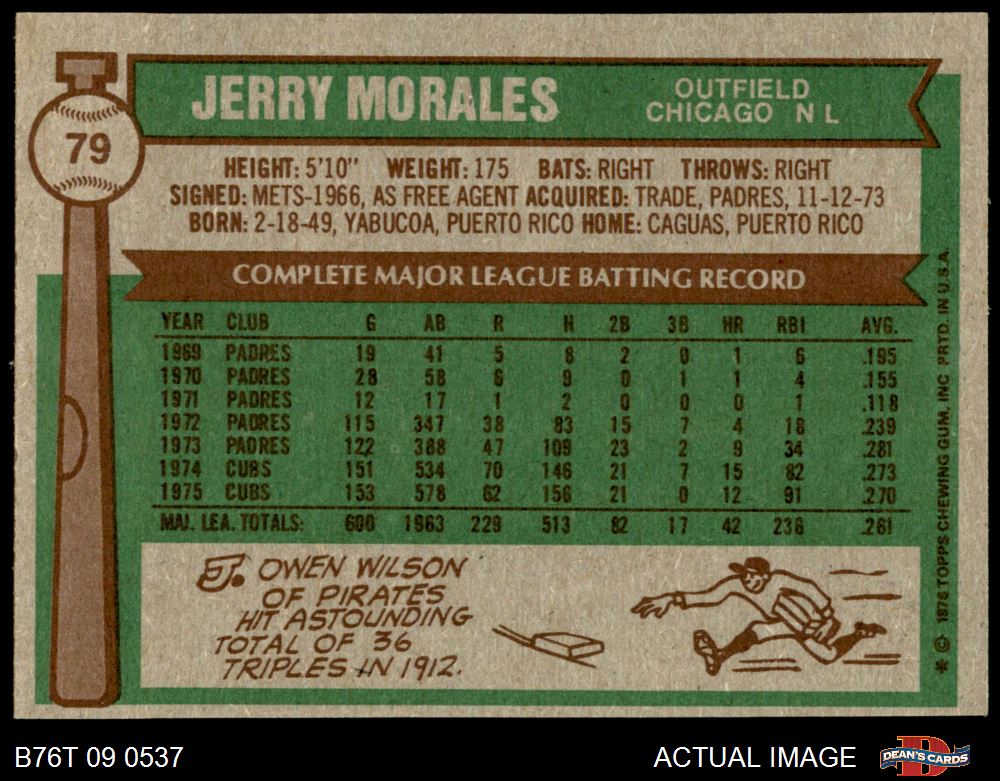 JERRY MORALES
OUTFIELD
CHICAGO N L
79
HEIGHT: 5'10" WEIGHT: 175 BATS: RIGHT THROWS: RIGHT
SIGNED: METS-1966, AS FREE AGENT ACQUIRED: TRADE, PADRES, 11-12-73
BORN: 2-18-49, YABUCOA, PUERTO RICO HOME: CAGUAS, PUERTO RICO
COMPLETE MAJOR LEAGUE BATTING RECORD
YEAR CLUB G AB R H 2B 3B HR RBI AVG.
1969 PADRES 19 41 5 8 2 0 1 6 .195
1970 PADRES 28 58 6 9 0 1 1 4 .155
1971 PADRES 12 17 1 2 0 0 0 1 .118
1972 PADRES 115 347 38 83 15 7 4 18 .239
1973 PADRES 122 388 47 109 23 2 9 34 .281
1974 CUBS 151 534 70 146 21 7 15 82 .273
1975 CUBS 153 578 62 156 21 0 12 91 .270
MAJ. LEA. TOTALS: 600 1963 229 513 82 17 42 236 .261
J. OWEN WILSON
OF PIRATES
HIT ASTOUNDING
TOTAL OF 36
TRIPLES IN 1912.
* © 1976 TOPPS CHEWING GUM, INC PRTD. IN U.S.A.
B76T 09 0537
ACTUAL IMAGE
DEAN'S CARDS